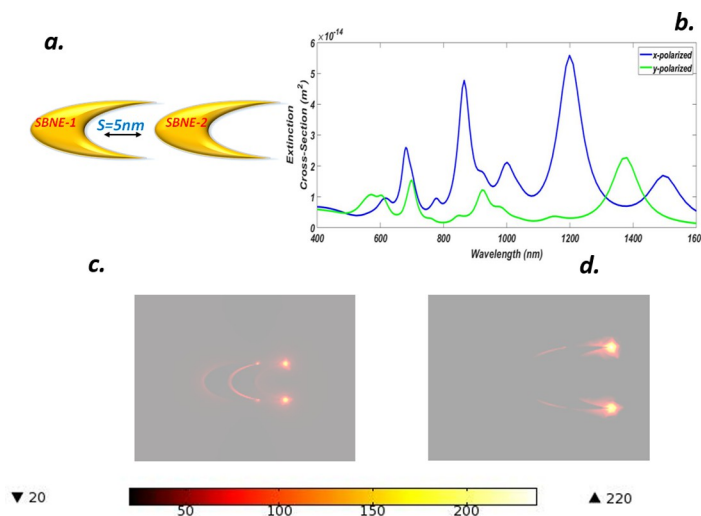 a.
SBNE-1
S=5nm
SBNE-2
b.
×10-14
6
5
4
3
2
1
0
Extinction
Cross-Section (m2)
x-polarized
y-polarized
400 600 800 1000 1200 1400 160
Wavelength (nm)
c.
d.
▼ 20
50 100 150 200
▲ 220